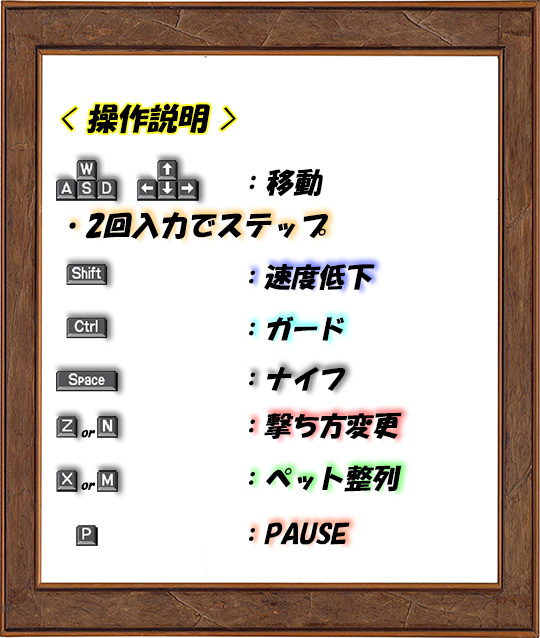 < 操作説明 >
W
A S D ↑ ← ↓ → ：移動
・2回入力でステップ
Shift ：速度低下
Ctrl ：ガード
Space ：ナイフ
Z or N ：撃ち方変更
X or M ：ペット整列
P ：PAUSE